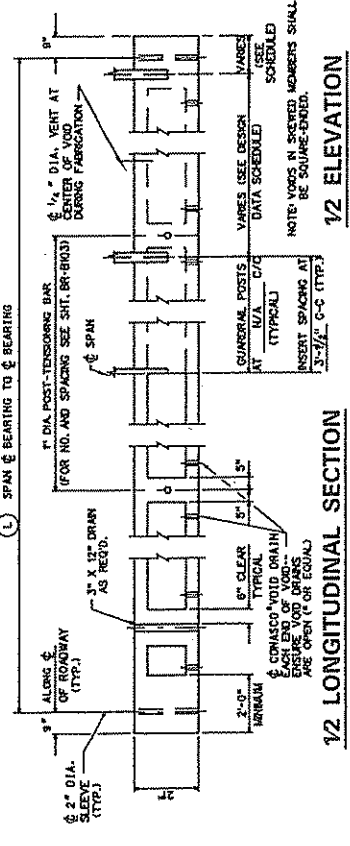 (L) SPAN ℄ BEARING TO ℄ BEARING
9"
ALONG ℄
OF ROADWAY
(TYP.)
℄ 2" DIA.
SLEEVE
(TYP.)
3" X 12" DRAIN
AS REQ'D.
1" DIA. POST-TENSIONING BAR
(FOR NO. AND SPACING SEE SHT. BR-B103)
℄ SPAN
℄ 1/4" DIA. VENT AT
CENTER OF VOID
DURING FABRICATION
9"
21"
2'-0"
MINIMUM
6" CLEAR
TYPICAL
5"
5"
℄ CONASCO*VOID DRAIN
EACH END OF VOID--
ENSURE VOID DRAINS
ARE OPEN (* OR EQUAL)
GUARDRAIL POSTS
AT N/A C/C
(TYPICAL)
INSERT SPACING AT
3'-1/2" C-C (TYP.)
VARIES (SEE DESIGN
DATA SCHEDULE)
VARIES
(SEE
SCHEDULE)
NOTE: VOIDS IN SKEWED MEMBERS SHALL
BE SQUARE-ENDED.
1/2 LONGITUDINAL SECTION
1/2 ELEVATION